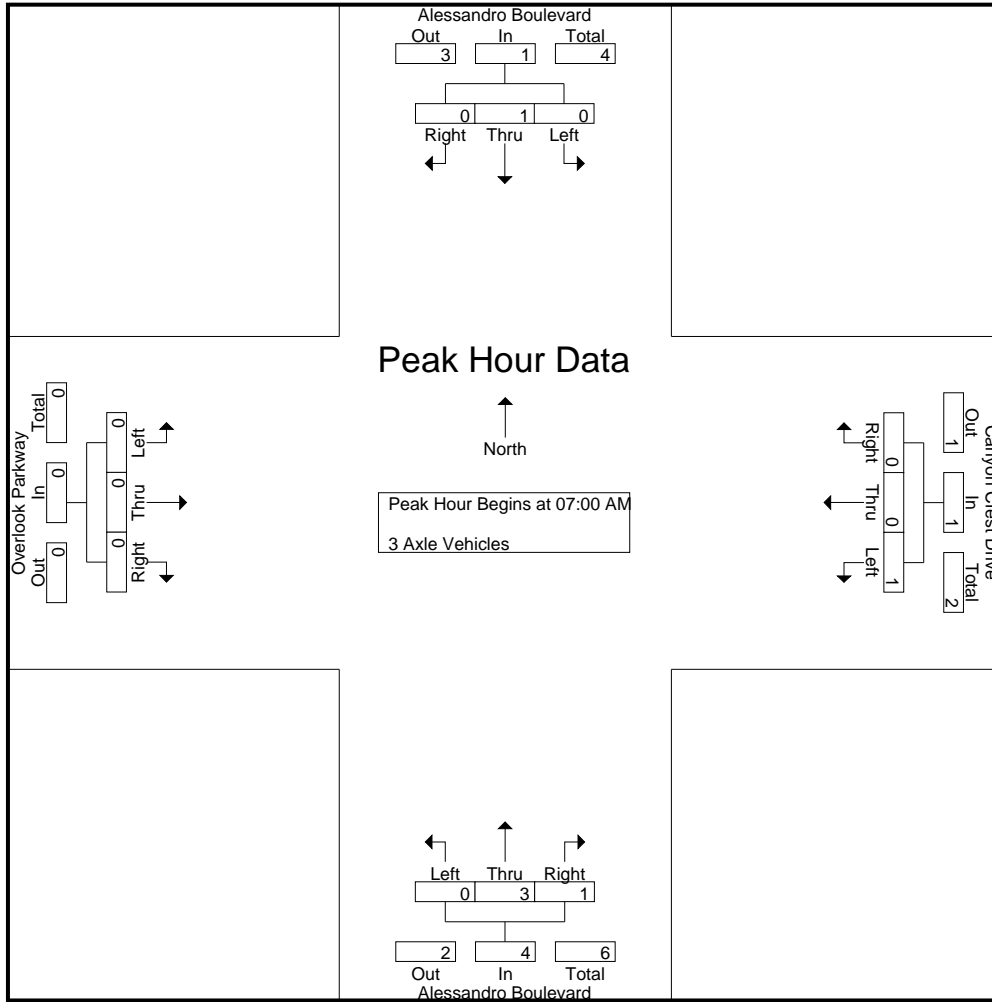 Alessandro Boulevard
Out In Total
3 1 4
0 1 0
Right Thru Left
Peak Hour Data
North
Peak Hour Begins at 07:00 AM
3 Axle Vehicles
Overlook Parkway
Out In Total
0 0 0
Right Thru Left
0 0 0
Canyon Crest Drive
Out In Total
1 1 2
Right Thru Left
0 0 1
Left Thru Right
0 3 1
2 4 6
Out In Total
Alessandro Boulevard